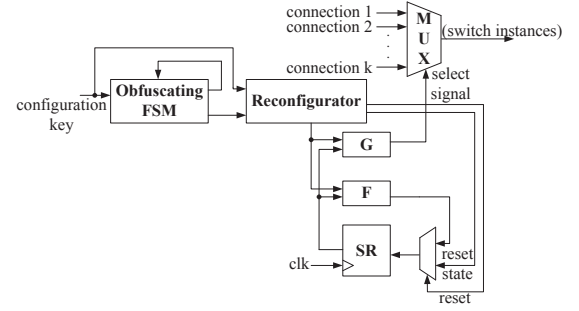 connection 1
connection 2
connection k
M
U
X
(switch instances)
select
signal
configuration
key
Obfuscating
FSM
Reconfigurator
G
F
SR
clk
reset
state
reset